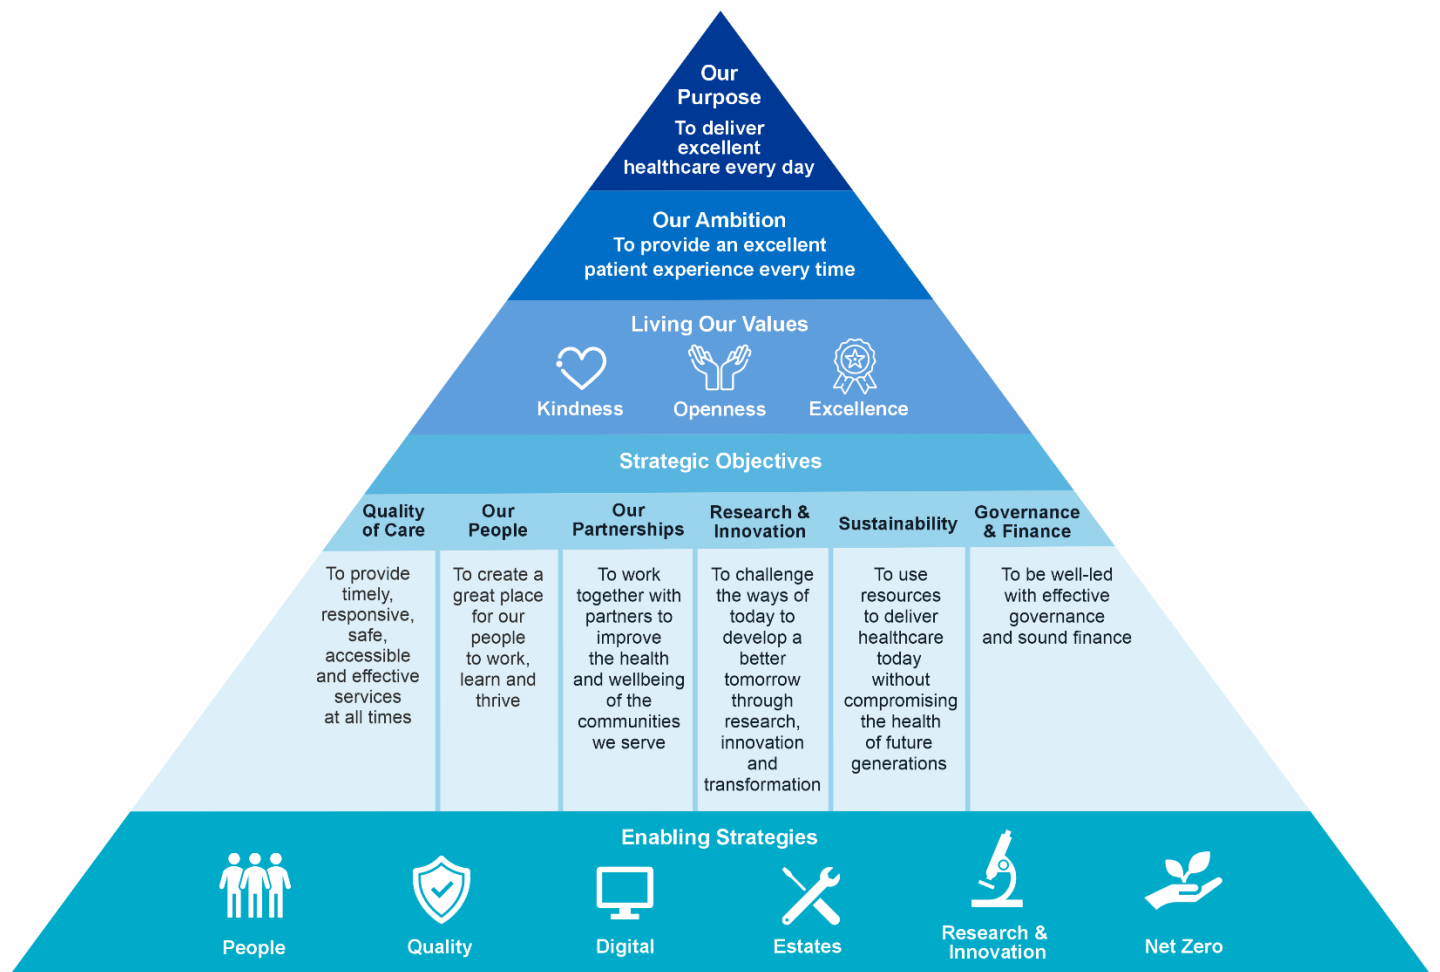 Our
Purpose
To deliver
excellent
healthcare every day
Our Ambition
To provide an excellent
patient experience every time
Living Our Values
Kindness
Openness
Excellence
Strategic Objectives
Quality
of Care
Our
People
Our
Partnerships
Research &
Innovation
Sustainability
Governance
& Finance
To provide
timely,
responsive,
safe,
accessible
and effective
services
at all times
To create a
great place
for our
people
to work,
learn and
thrive
To work
together with
partners to
improve
the health
and wellbeing
of the
communities
we serve
To challenge
the ways of
today to
develop a
better
tomorrow
through
research,
innovation
and
transformation
To use
resources
to deliver
healthcare
today
without
compromising
the health
of future
generations
To be well-led
with effective
governance
and sound finance
Enabling Strategies
People
Quality
Digital
Estates
Research &
Innovation
Net Zero